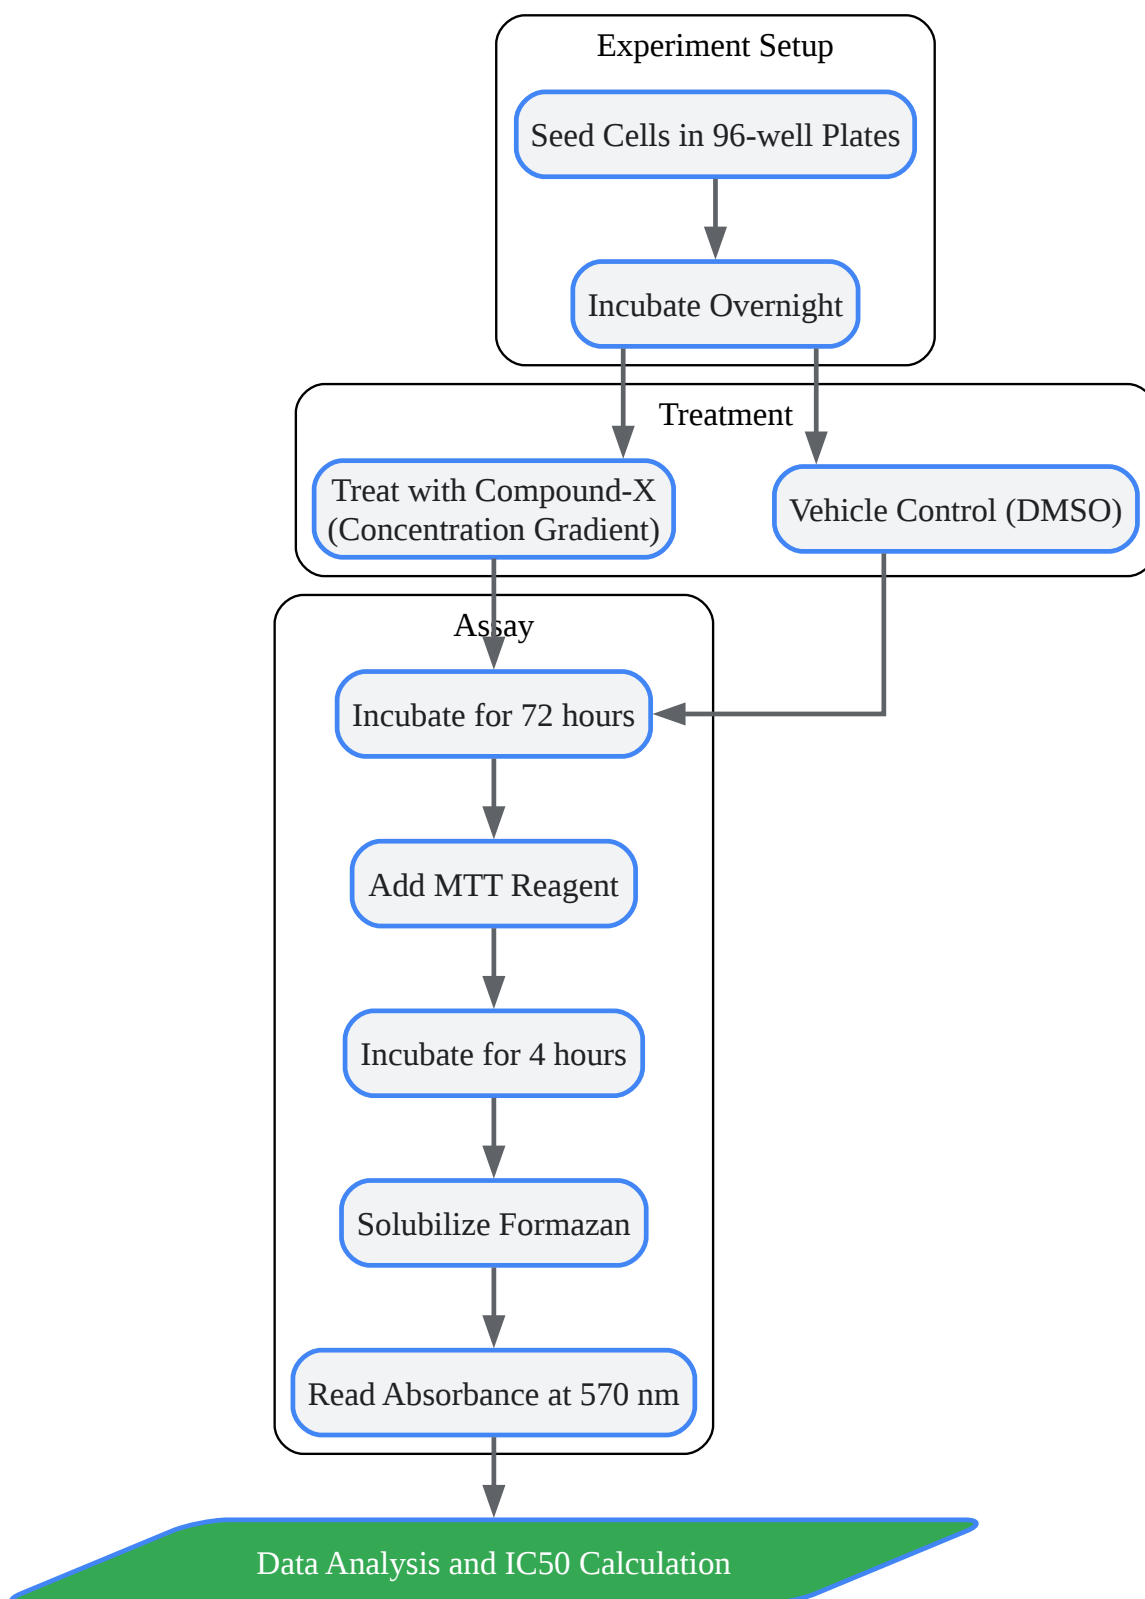 Experiment Setup
Seed Cells in 96-well Plates
Incubate Overnight
Treatment
Treat with Compound-X
(Concentration Gradient)
Vehicle Control (DMSO)
Assay
Incubate for 72 hours
Add MTT Reagent
Incubate for 4 hours
Solubilize Formazan
Read Absorbance at 570 nm
Data Analysis and IC50 Calculation